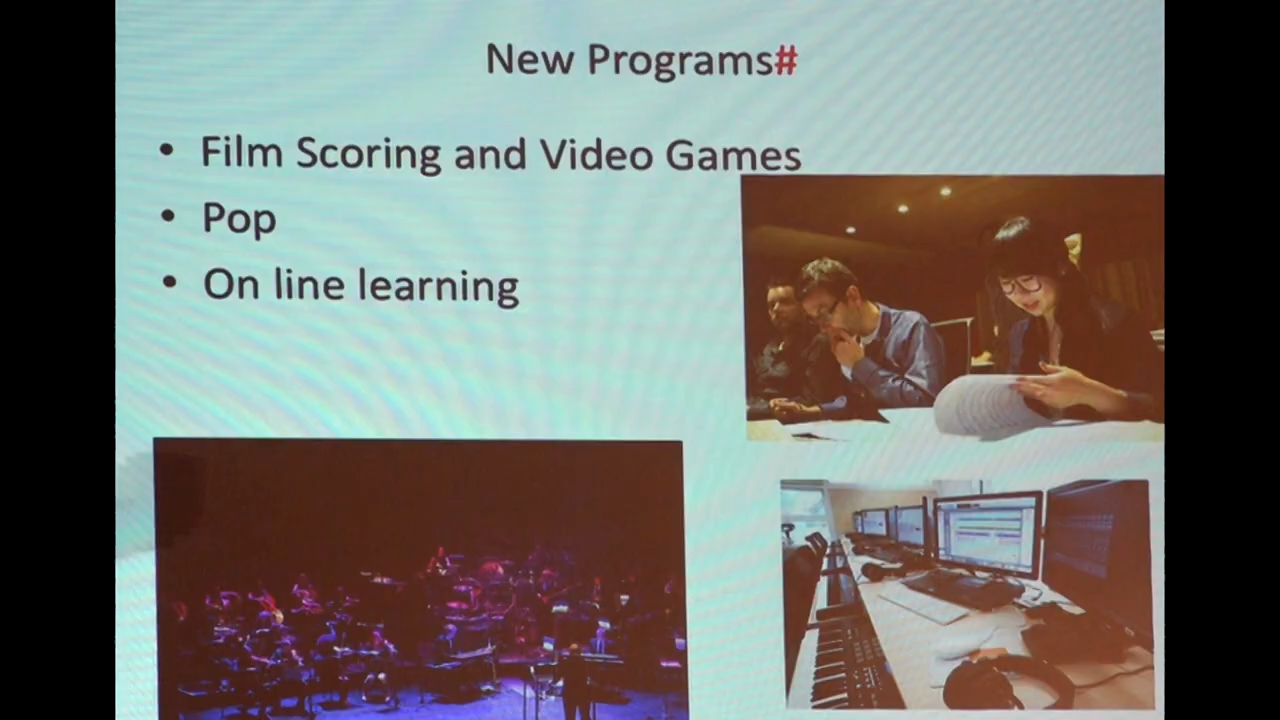 New Programs#
• Film Scoring and Video Games
• Pop
• On line learning